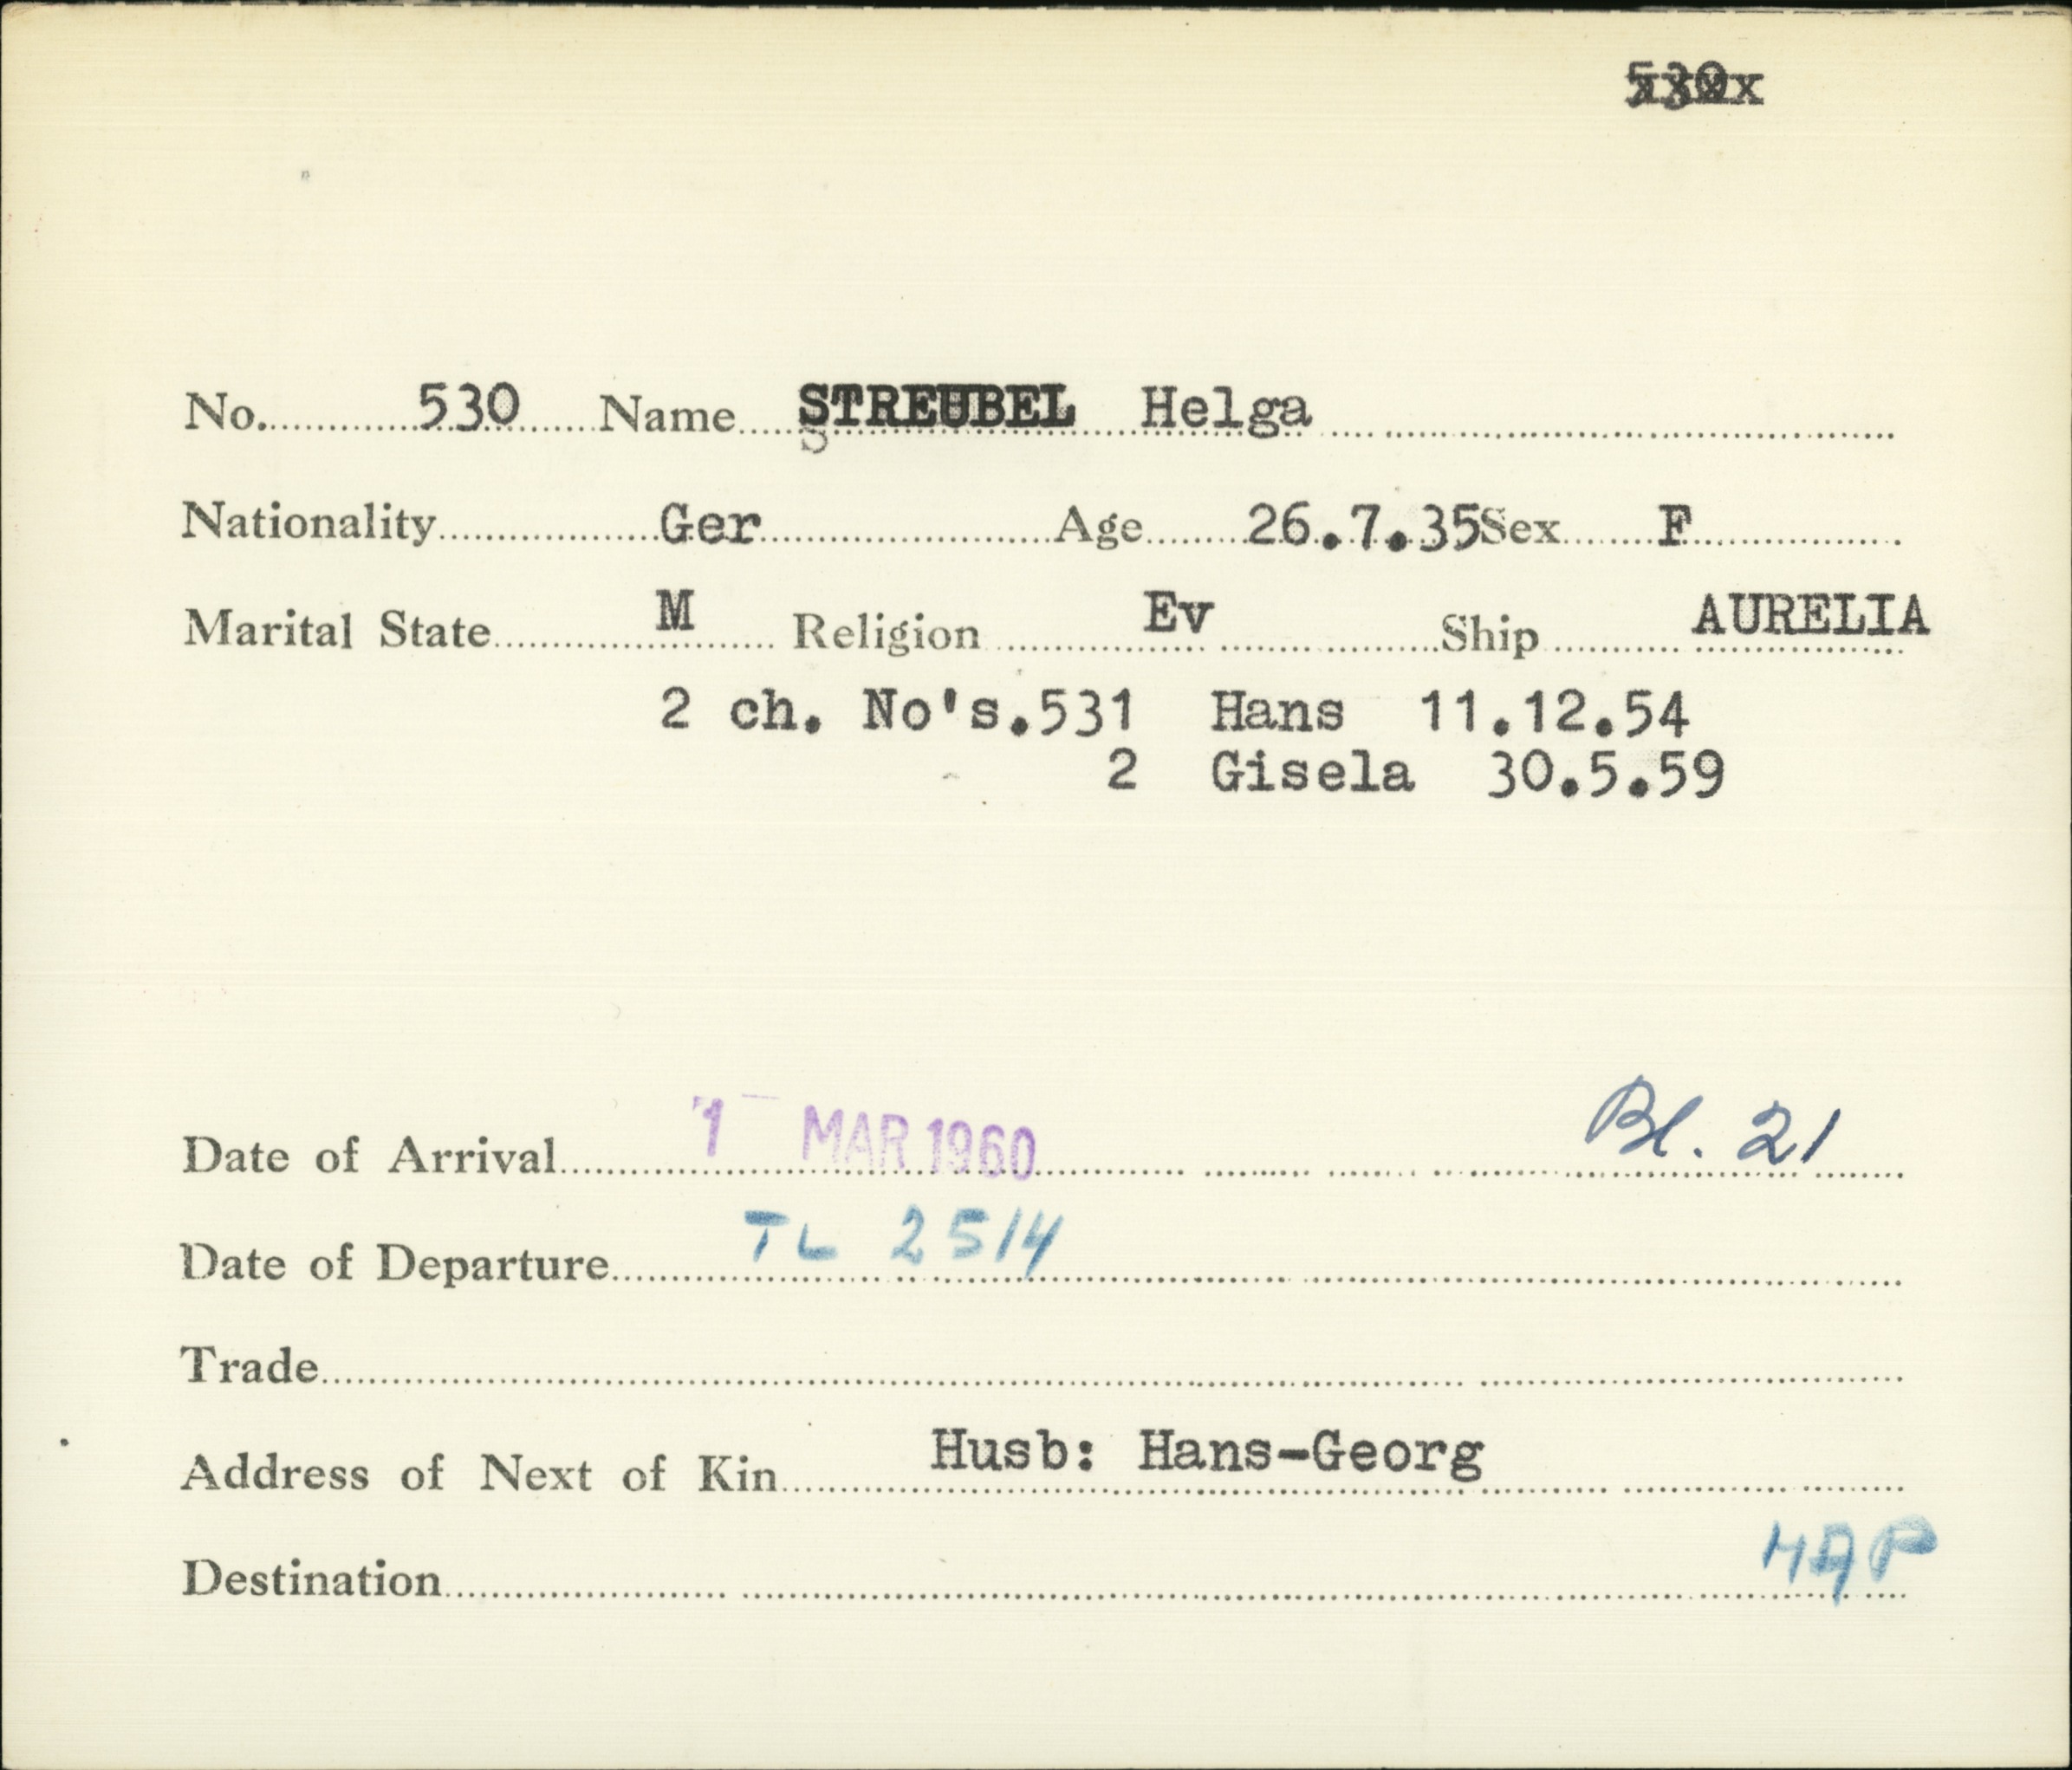 No. 530 Name STREUBEL Helga
Nationality Ger Age 26.7.35 Sex F
Marital State M Religion Ev Ship AURELIA
2 ch. No's.531 Hans 11.12.54
2 Gisela 30.5.59
Date of Arrival 1 MAR 1960 Bl. 21
Date of Departure TL 25/4
Trade
Address of Next of Kin Husb: Hans-Georg
Destination